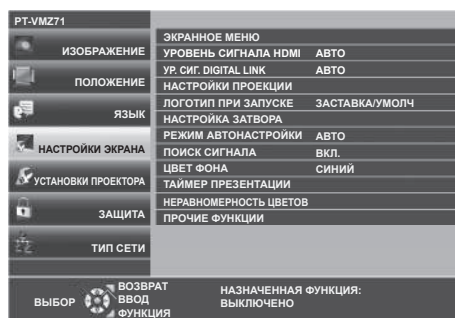 PT-VMZ71
ИЗОБРАЖЕНИЕ
ПОЛОЖЕНИЕ
ЯЗЫК
НАСТРОЙКИ ЭКРАНА
УСТАНОВКИ ПРОЕКТОРА
ЗАЩИТА
ТИП СЕТИ
ЭКРАННОЕ МЕНЮ
УРОВЕНЬ СИГНАЛА HDMI АВТО
УР. СИГ. DIGITAL LINK АВТО
НАСТРОЙКИ ПРОЕКЦИИ
ЛОГОТИП ПРИ ЗАПУСКЕ ЗАСТАВКА/УМОЛЧ
НАСТРОЙКА ЗАТВОРА
РЕЖИМ АВТОНАСТРОЙКИ АВТО
ПОИСК СИГНАЛА ВКЛ.
ЦВЕТ ФОНА СИНИЙ
ТАЙМЕР ПРЕЗЕНТАЦИИ
НЕРАВНОМЕРНОСТЬ ЦВЕТОВ
ПРОЧИЕ ФУНКЦИИ
ВЫБОР
ВОЗВРАТ
ВВОД
ФУНКЦИЯ
НАЗНАЧЕННАЯ ФУНКЦИЯ:
ВЫКЛЮЧЕНО